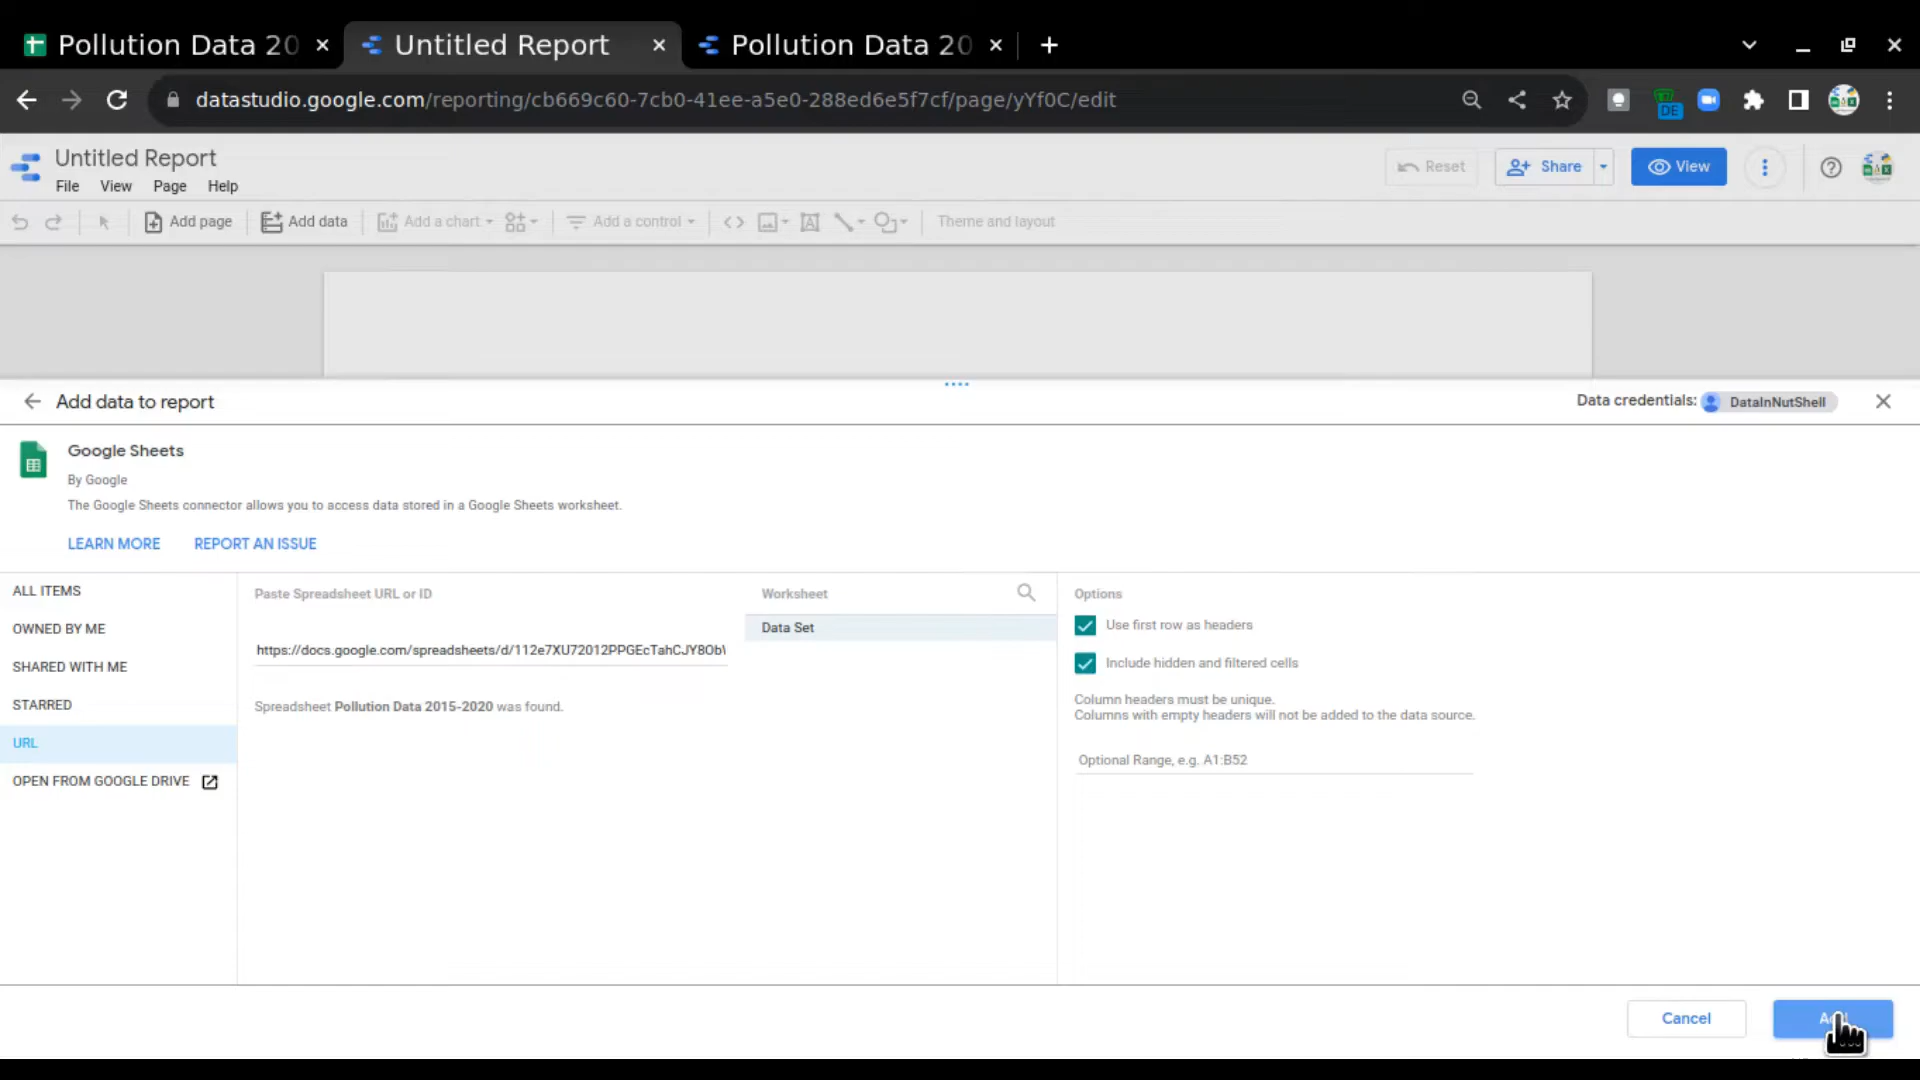 Pollution Data 20
Untitled Report
Pollution Data 20
datastudio.google.com/reporting/cb669c60-7cb0-41ee-a5e0-288ed6e5f7cf/page/yYf0C/edit
DE
Untitled Report
File View Page Help
Reset
Share
View
Add page
Add data
Add a chart
Add a control
Theme and layout
Add data to report
Data credentials: DataInNutShell
Google Sheets
By Google
The Google Sheets connector allows you to access data stored in a Google Sheets worksheet.
LEARN MORE REPORT AN ISSUE
ALL ITEMS
OWNED BY ME
SHARED WITH ME
STARRED
URL
OPEN FROM GOOGLE DRIVE
Paste Spreadsheet URL or ID
https://docs.google.com/spreadsheets/d/112e7XU72012PPGEcTahCJY8Ob
Spreadsheet Pollution Data 2015-2020 was found.
Worksheet
Data Set
Options
Use first row as headers
Include hidden and filtered cells
Column headers must be unique.
Columns with empty headers will not be added to the data source.
Optional Range, e.g. A1:B52
Cancel